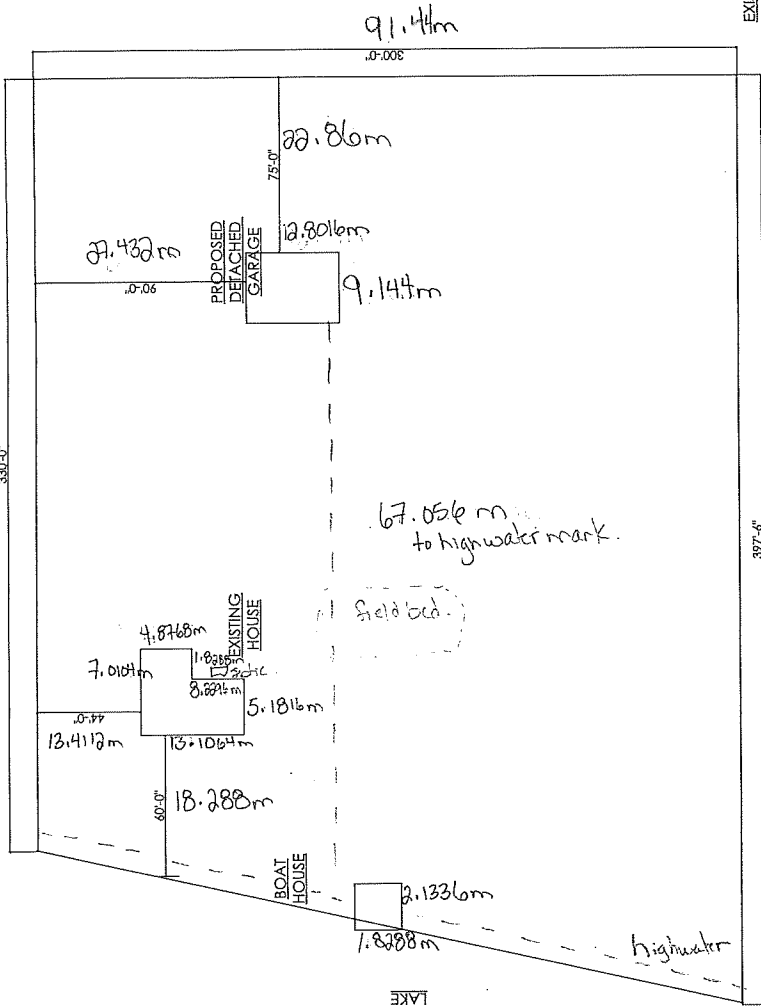 91.44m
300'-0"
EXI
22.86m
75'-0"
12.8016m
27.432m
90'-0"
PROPOSED
DETACHED
GARAGE
9.144m
330'-0"
67.056 m
to highwater mark.
397'-6"
field bed.
EXISTING
HOUSE
4.8768m
1.8288m
7.0104m
8.2296m
5.1816m
44'-0"
13.4112m
13.1064m
60'-0"
18.288m
BOAT
HOUSE
2.1336m
1.8288m
highwater
LAKE